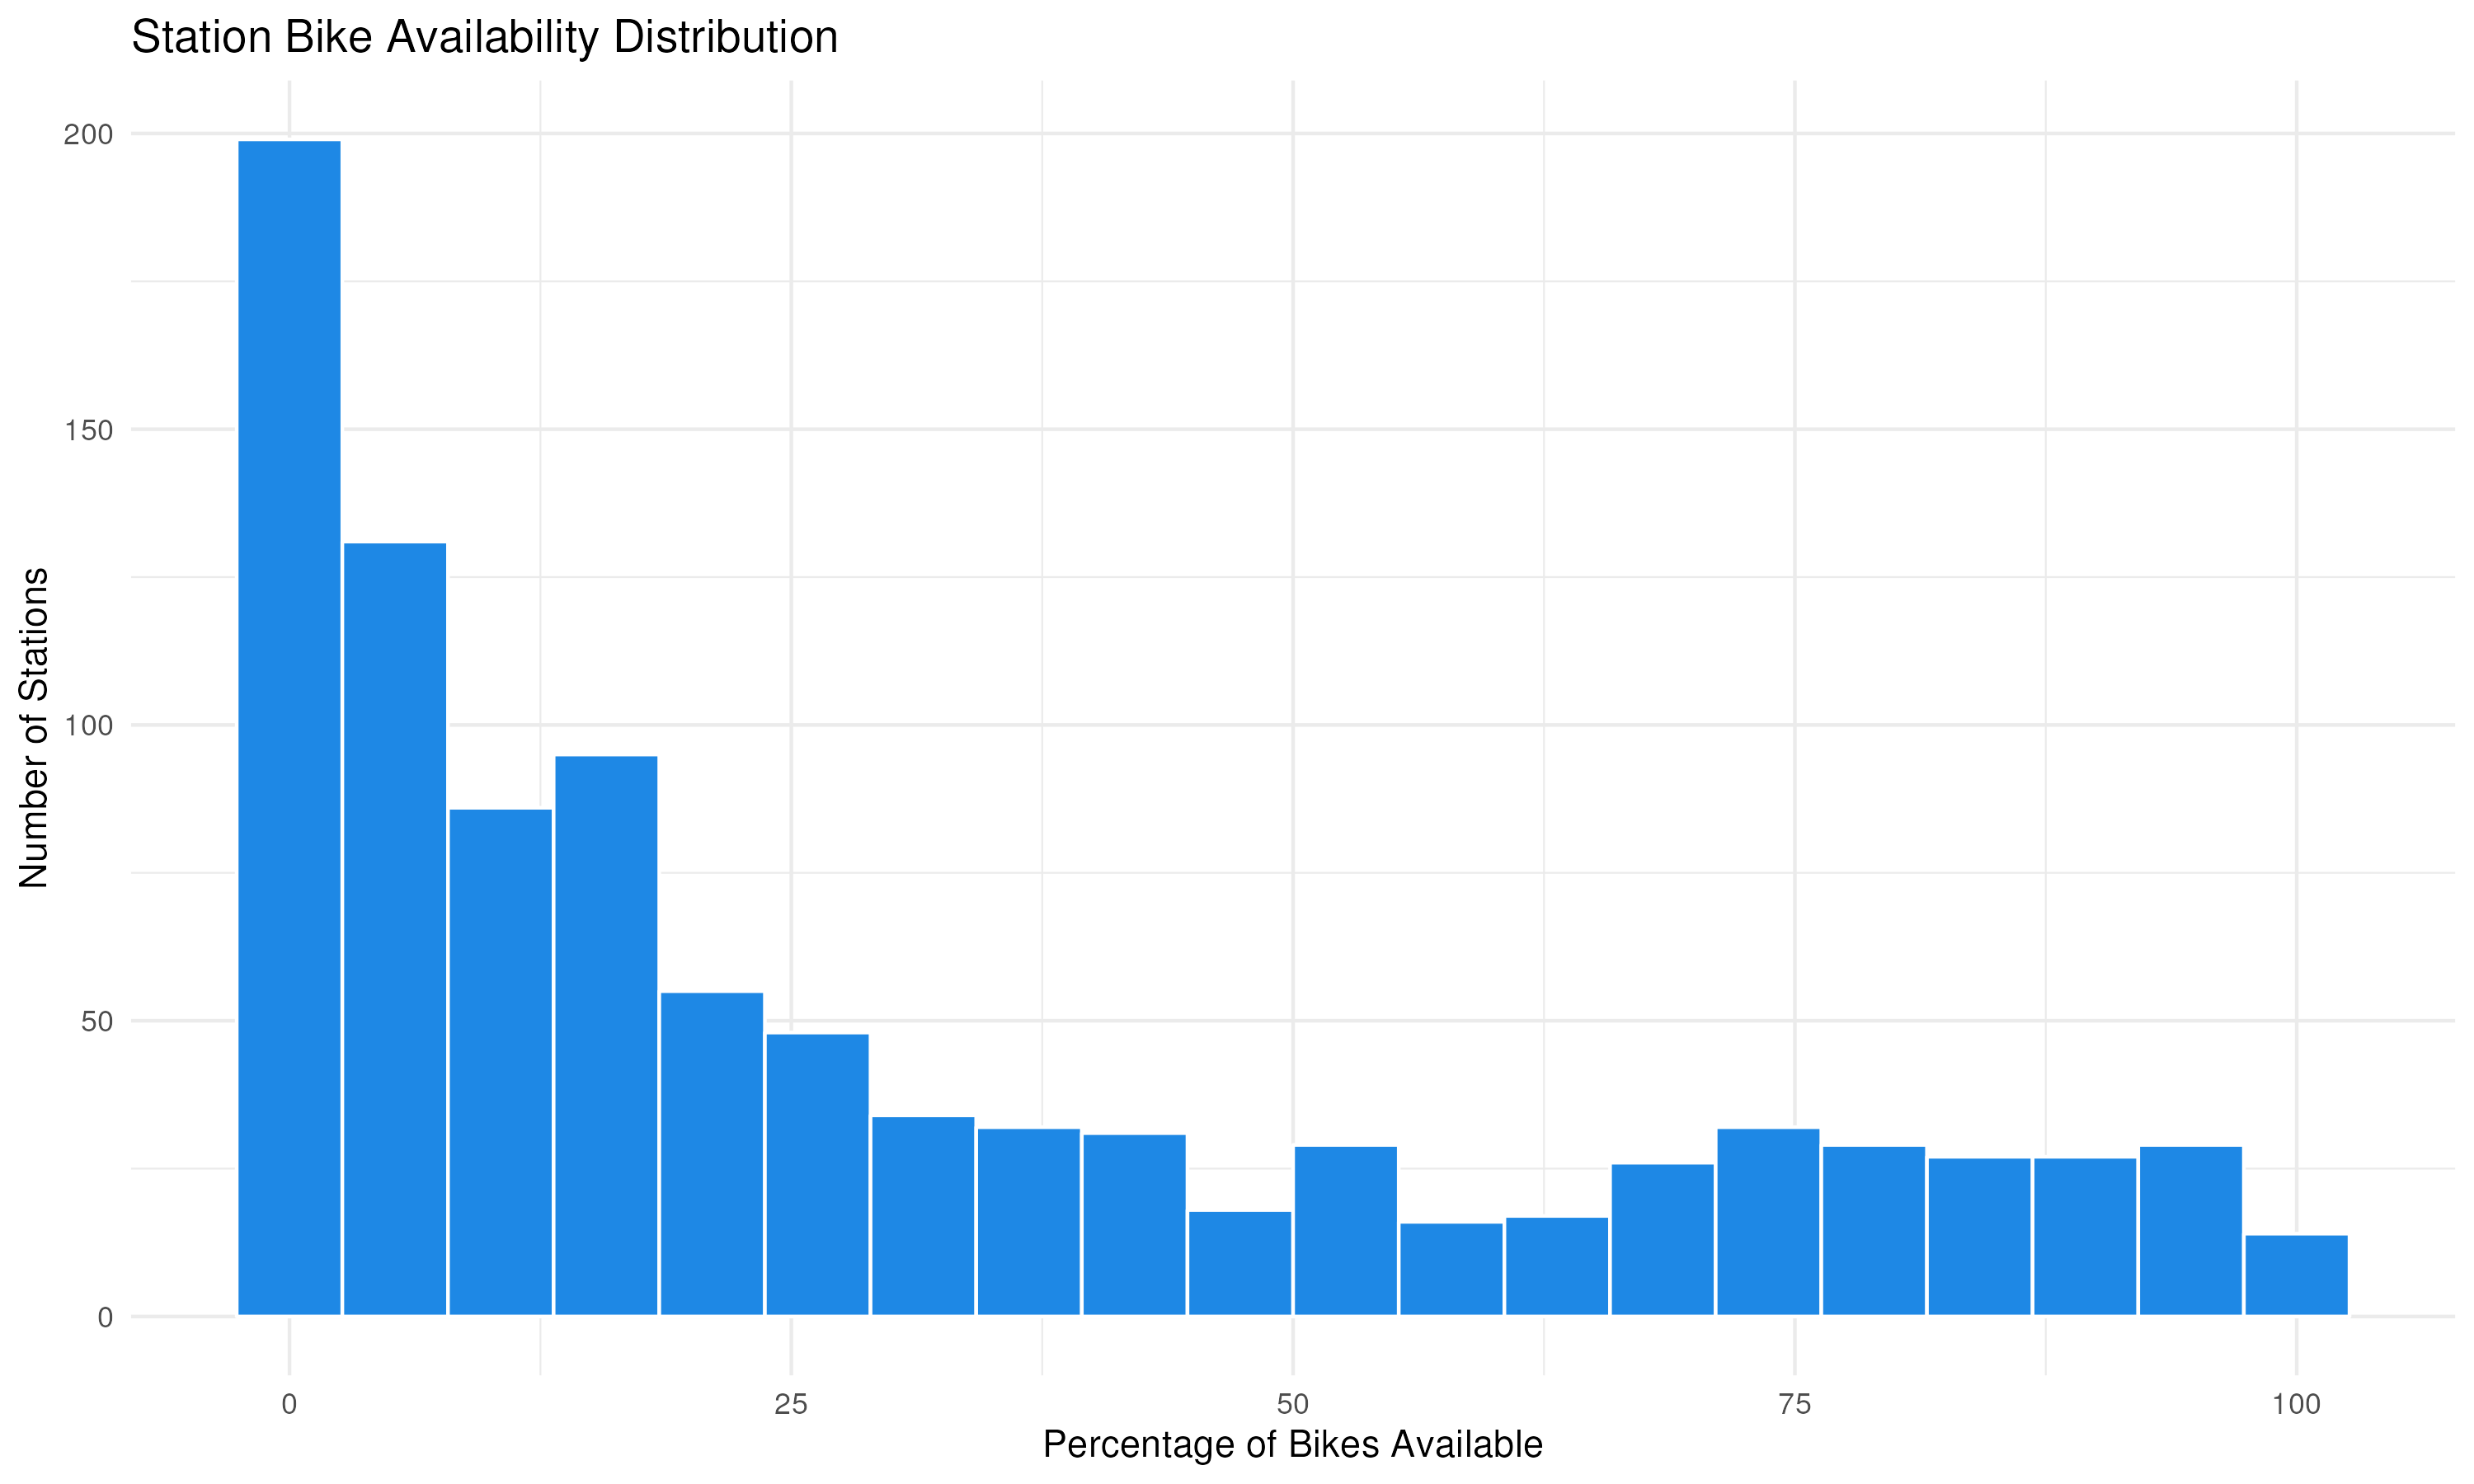 Station Bike Availability Distribution
200
150
100
50
0
Number of Stations
0 25 50 75 100
Percentage of Bikes Available